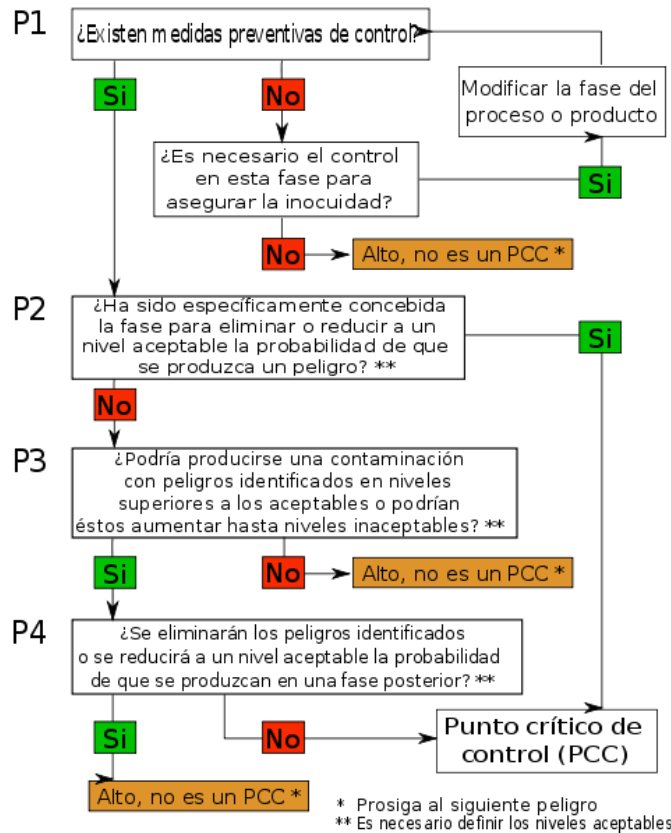 P1
¿Existen medidas preventivas de control?
Si
No
Modificar la fase del
proceso o producto
¿Es necesario el control
en esta fase para
asegurar la inocuidad?
Si
No
Alto, no es un PCC *
P2
¿Ha sido específicamente concebida
la fase para eliminar o reducir a un
nivel aceptable la probabilidad de que
se produzca un peligro? **
Si
No
P3
¿Podría producirse una contaminación
con peligros identificados en niveles
superiores a los aceptables o podrían
éstos aumentar hasta niveles inaceptables? **
Si
No
Alto, no es un PCC *
P4
¿Se eliminarán los peligros identificados
o se reducirá a un nivel aceptable la probabilidad
de que se produzcan en una fase posterior? **
Si
No
Punto crítico de
control (PCC)
Alto, no es un PCC *
* Prosiga al siguiente peligro
** Es necesario definir los niveles aceptables